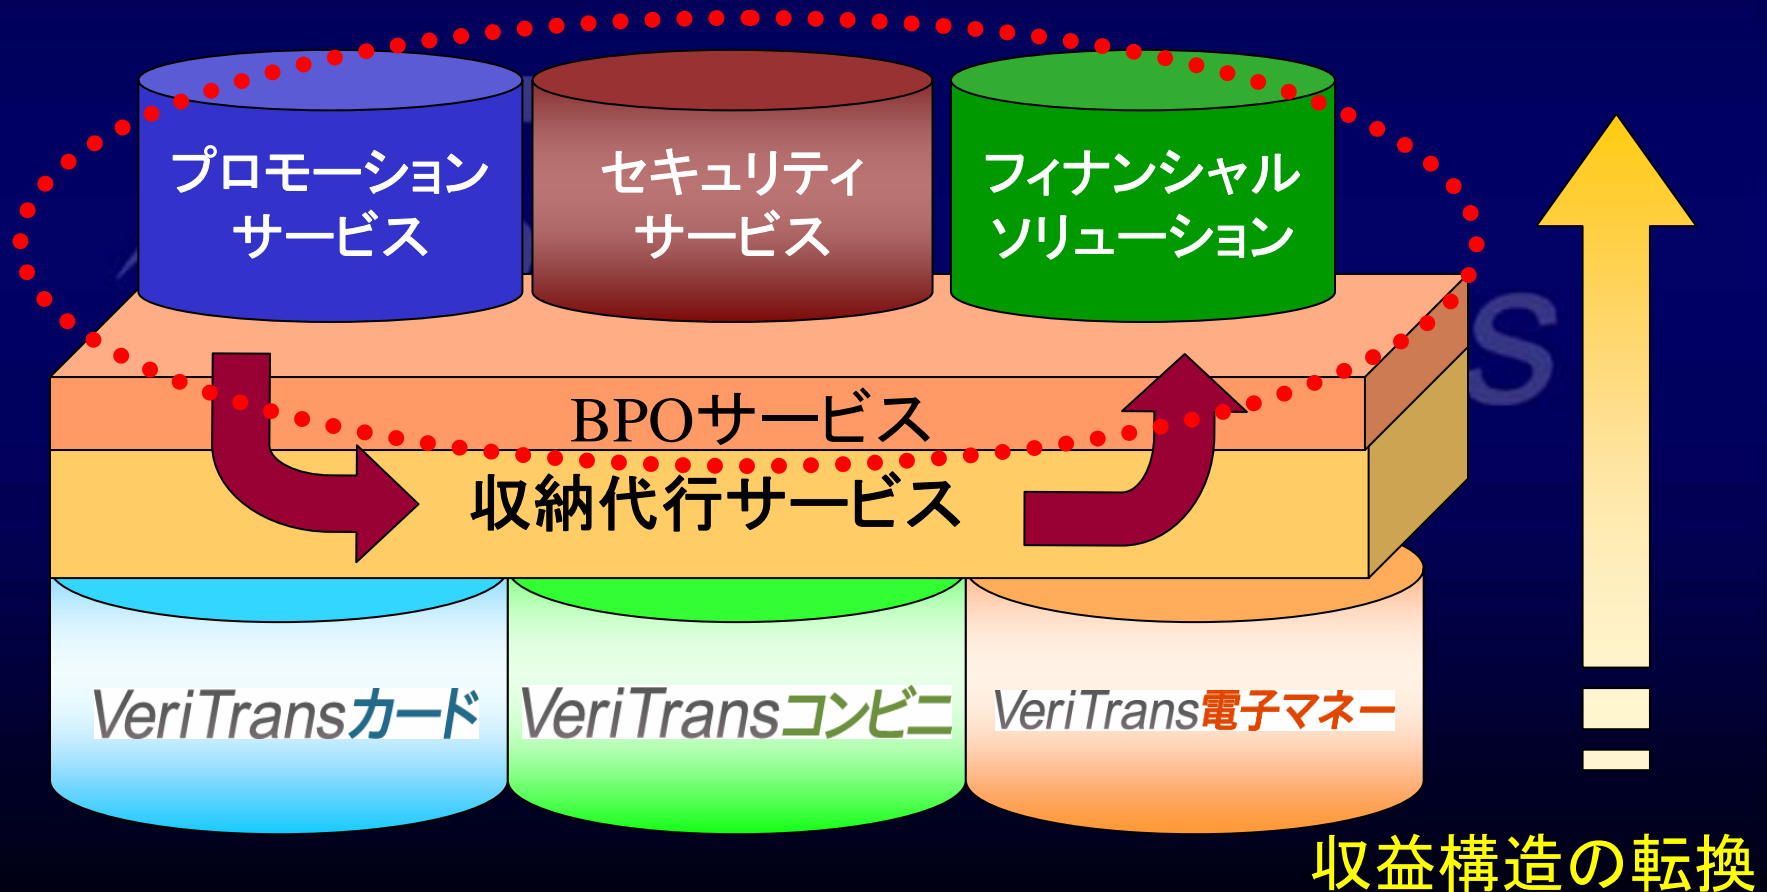 プロモーション
サービス
セキュリティ
サービス
フィナンシャル
ソリューション
BPOサービス
収納代行サービス
VeriTransカード
VeriTransコンビニ
VeriTrans電子マネー
収益構造の転換